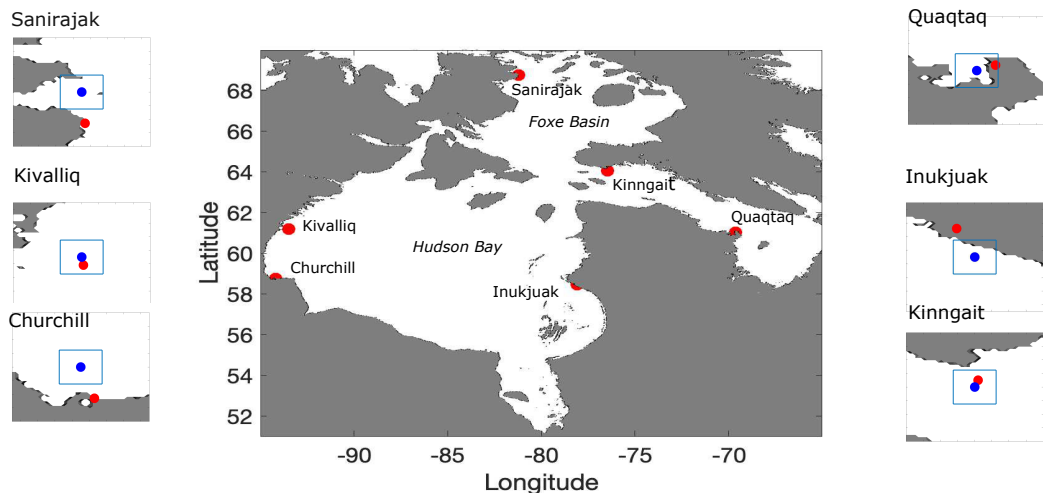 Sanirajak
Quaqtaq
Kivalliq
Inukjuak
Churchill
Kinngait
Latitude
68
66
64
62
60
58
56
54
52
Sanirajak
Foxe Basin
Kinngait
Kivalliq
Quaqtaq
Hudson Bay
Churchill
Inukjuak
-90 -85 -80 -75 -70
Longitude